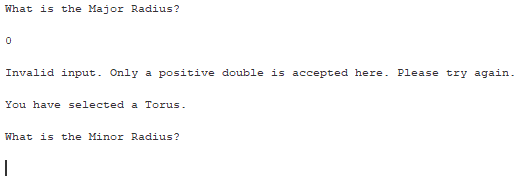 What is the Major Radius?
0
Invalid input. Only a positive double is accepted here. Please try again.
You have selected a Torus.
What is the Minor Radius?